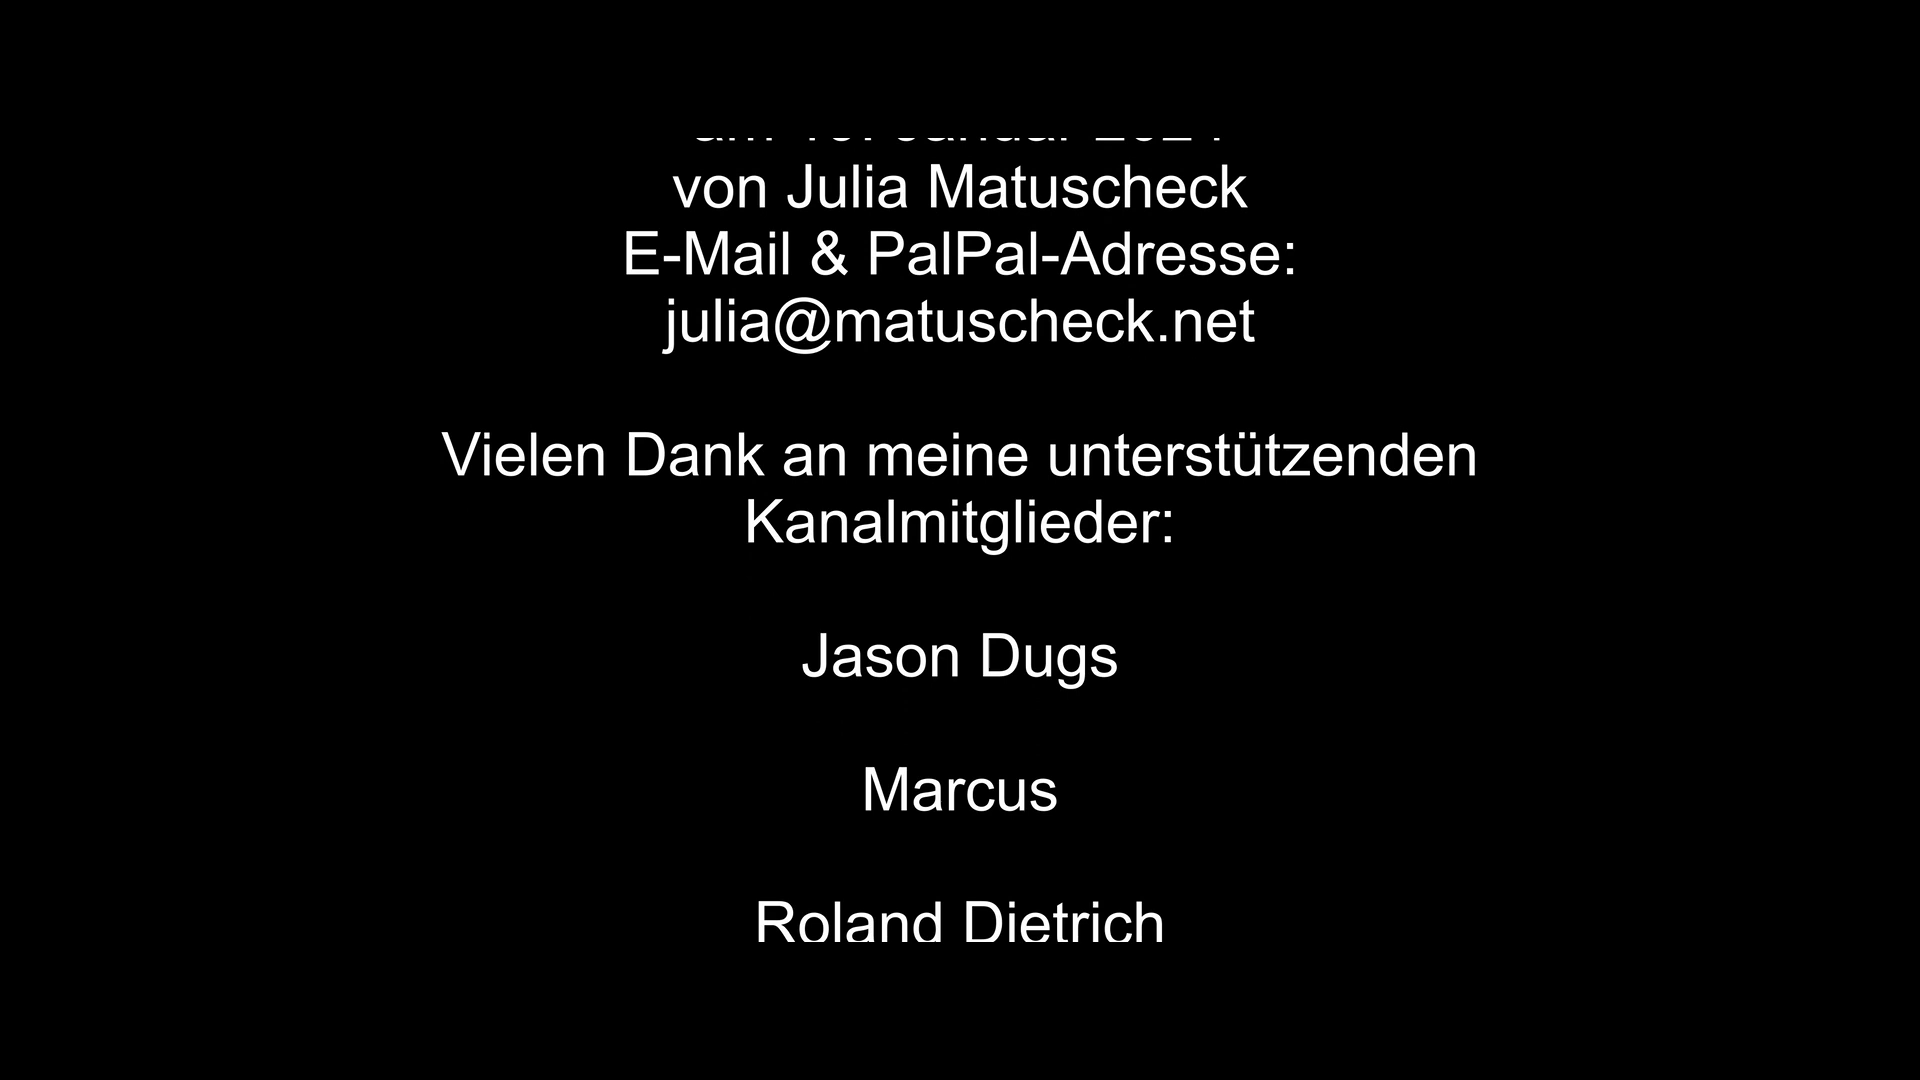 von Julia Matuscheck
E-Mail & PalPal-Adresse:
julia@matuscheck.net
Vielen Dank an meine unterstützenden
Kanalmitglieder:
Jason Dugs
Marcus
Roland Dietrich